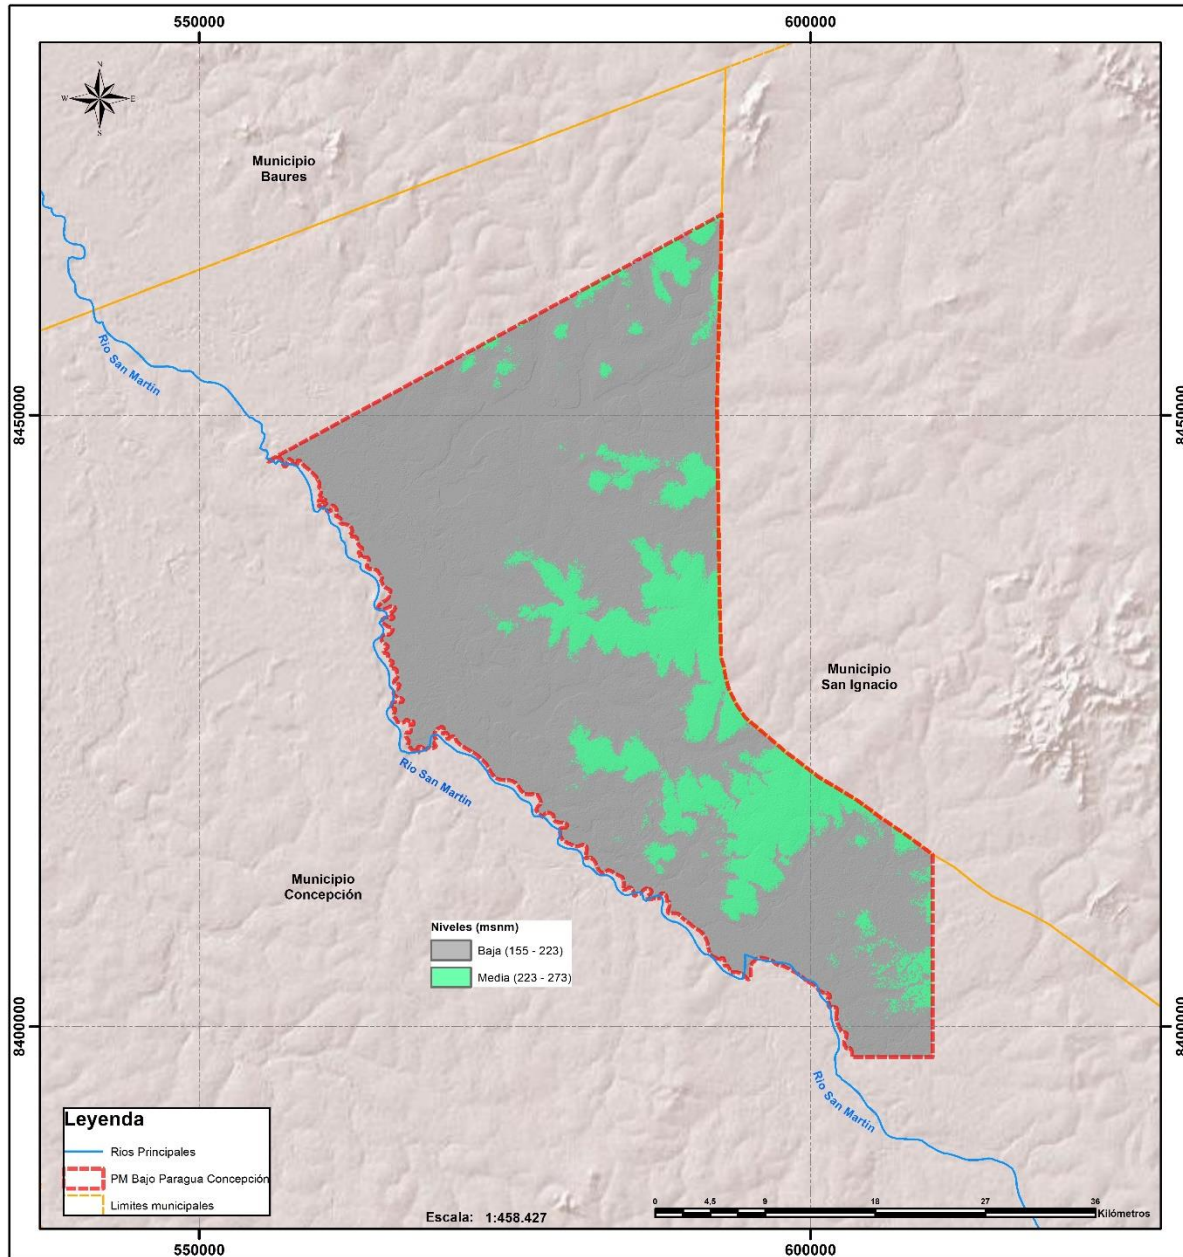 550000
600000
N
W
E
S
Municipio
Baures
Rio San Martin
8450000
8450000
Municipio
San Ignacio
Rio San Martin
Municipio
Concepción
Niveles (msnm)
Baja (155 - 223)
Media (223 - 273)
8400000
8400000
Rio San Martin
Leyenda
Rios Principales
PM Bajo Paragua Concepción
Limites municipales
Escala: 1:458.427
0 4,5 9 18 27 36
Kilómetros
550000
600000